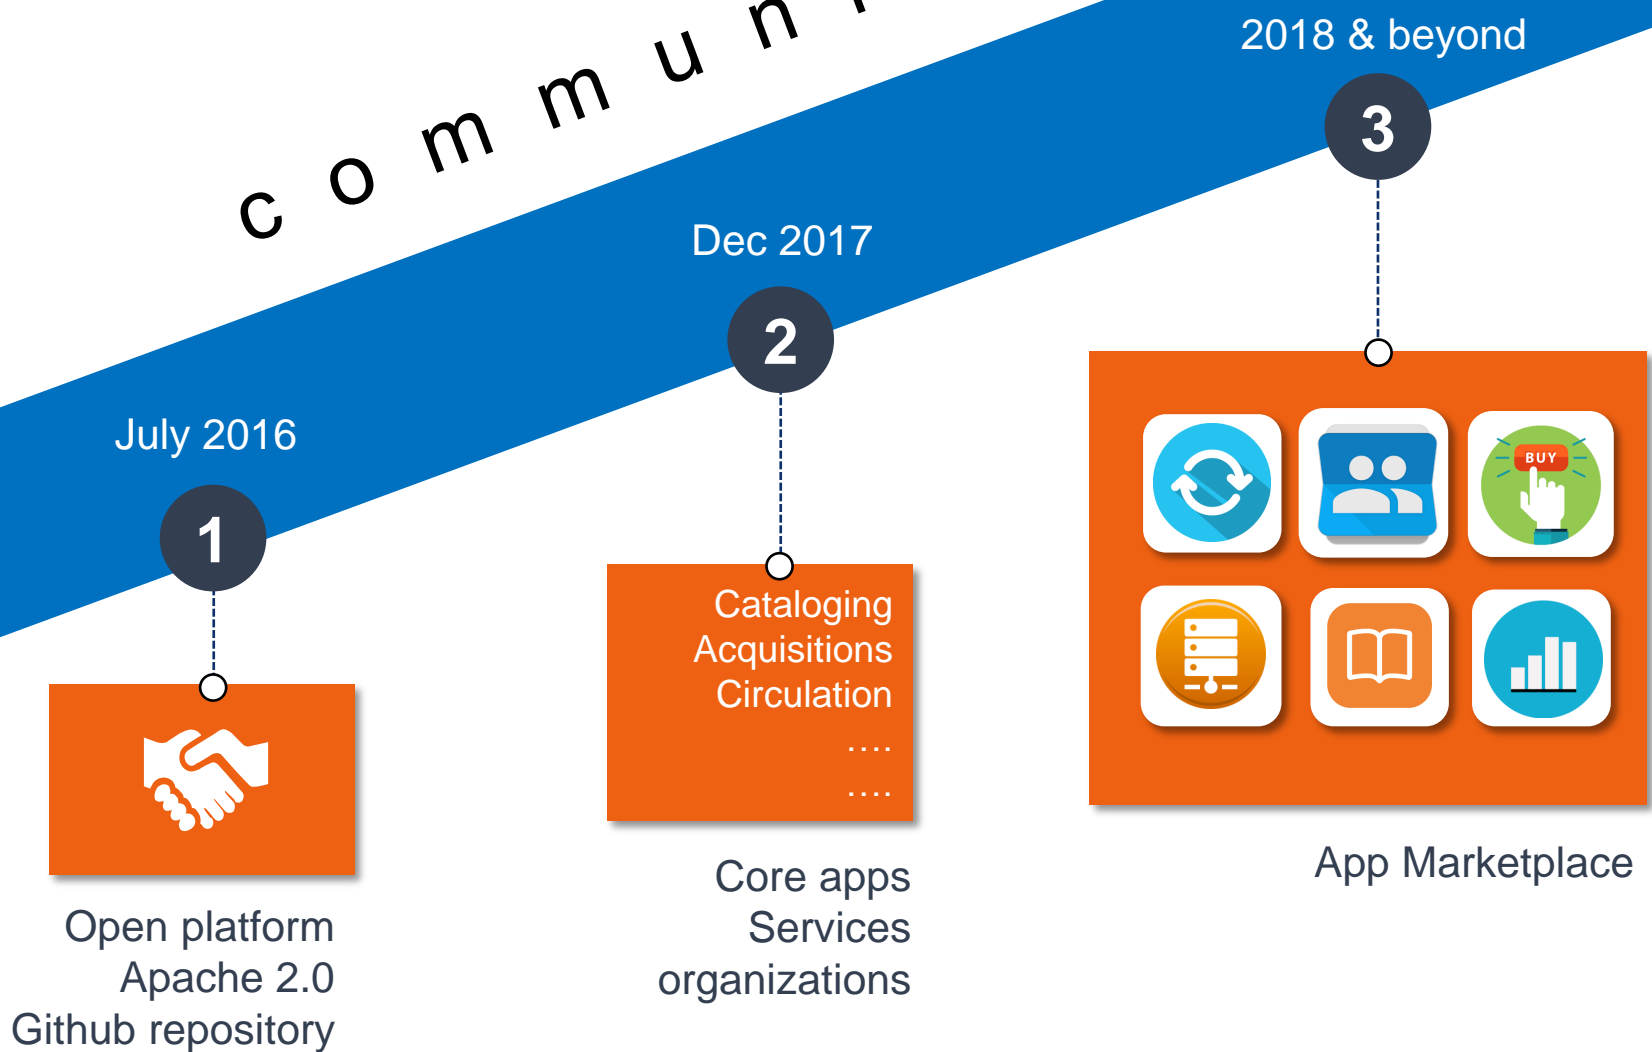 c o m m u n
2018 & beyond
3
Dec 2017
2
July 2016
1
BUY
Cataloging
Acquisitions
Circulation
....
....
App Marketplace
Core apps
Services
organizations
Open platform
Apache 2.0
Github repository